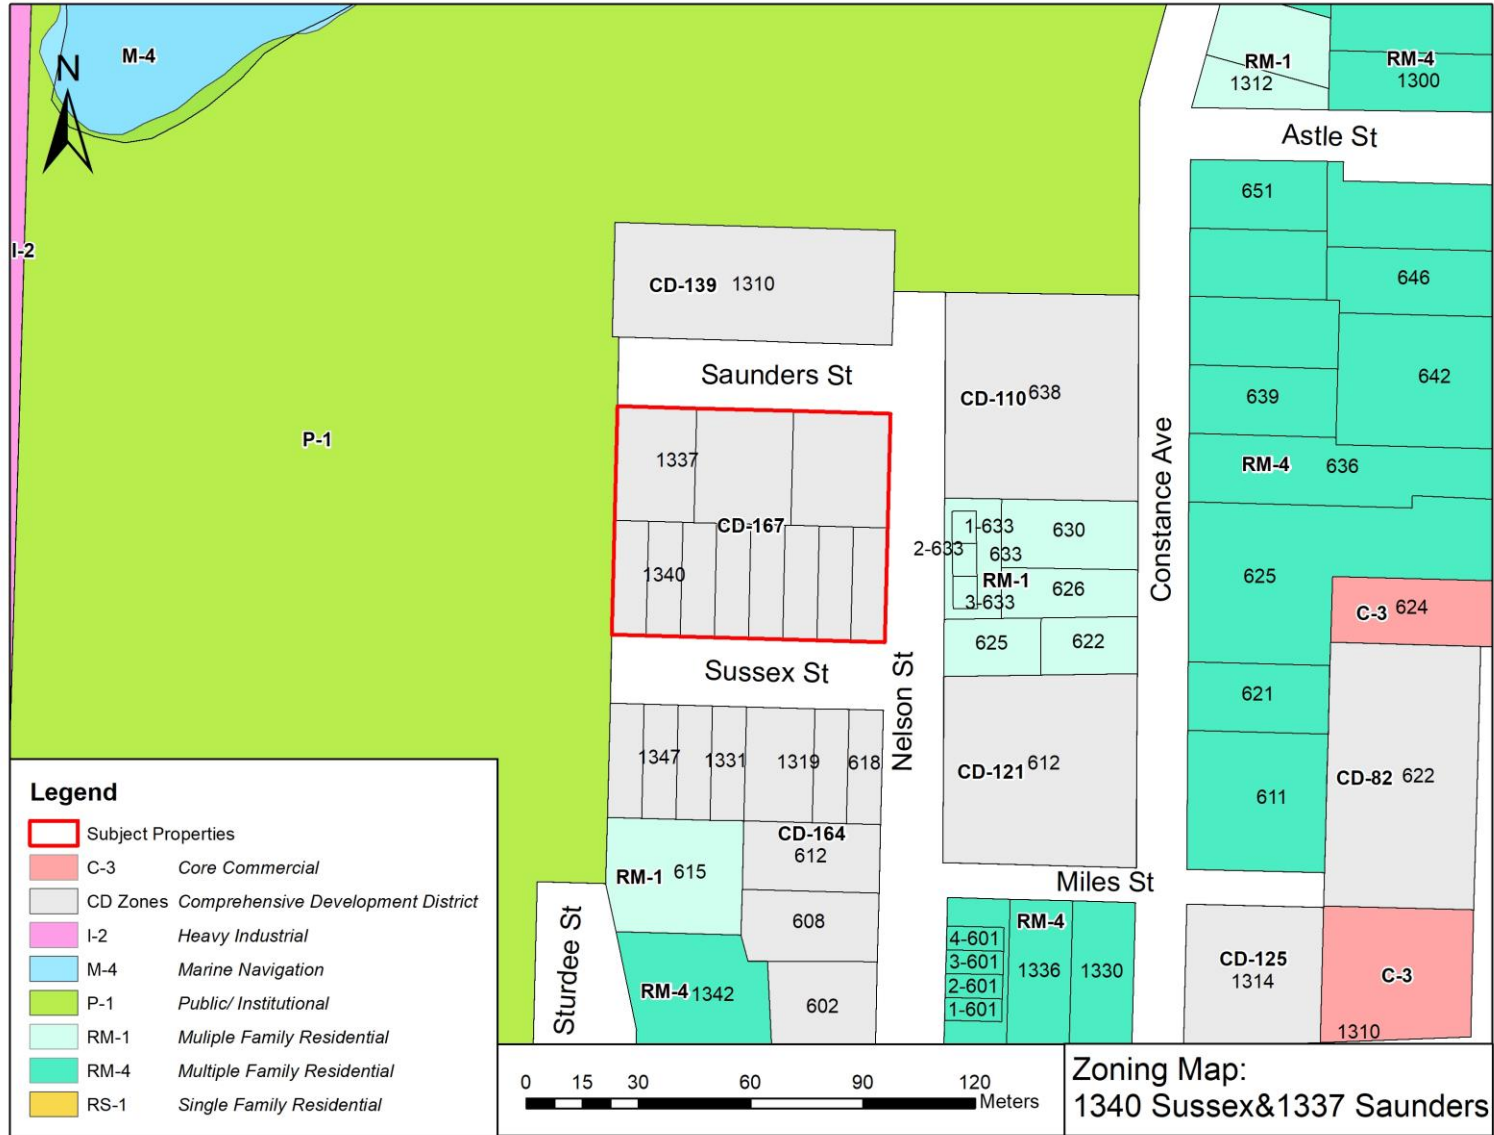 M-4
N
RM-1
1312
RM-4
1300
Astle St
651
I-2
CD-139 1310
646
Saunders St
CD-110 638
642
639
P-1
1337
RM-4 636
CD-167
1-633
2-633 633
630
1340
RM-1
626
3-633
625
Constance Ave
C-3 624
625
622
Sussex St
Nelson St
621
1347
1331
1319
618
CD-121 612
611
CD-82 622
CD-164
612
RM-1 615
Miles St
608
RM-4
4-601
3-601
2-601
1-601
1336
1330
CD-125
1314
C-3
Sturdee St
RM-4 1342
602
1310
Legend
Subject Properties
C-3 Core Commercial
CD Zones Comprehensive Development District
I-2 Heavy Industrial
M-4 Marine Navigation
P-1 Public/ Institutional
RM-1 Muliple Family Residential
RM-4 Multiple Family Residential
RS-1 Single Family Residential
0 15 30 60 90 120
Meters
Zoning Map:
1340 Sussex&1337 Saunders